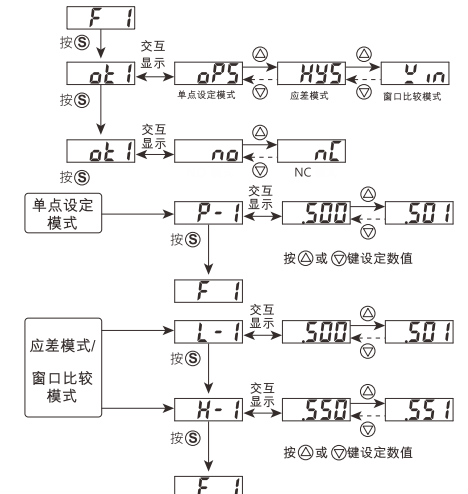 F 1
按Ⓢ
交互
显示
ot 1 oPS HYS Y in
单点设定模式 应差模式 窗口比较模式
按Ⓢ
交互
显示
ot 1 no nC
NC
按Ⓢ
单点设定
模式
交互
显示
P-1 .500 .501
按Ⓢ
按△或▽键设定数值
F 1
应差模式/
窗口比较
模式
交互
显示
L-1 .500 .501
按Ⓢ
交互
显示
H-1 .550 .551
按Ⓢ
按△或▽键设定数值
F 1